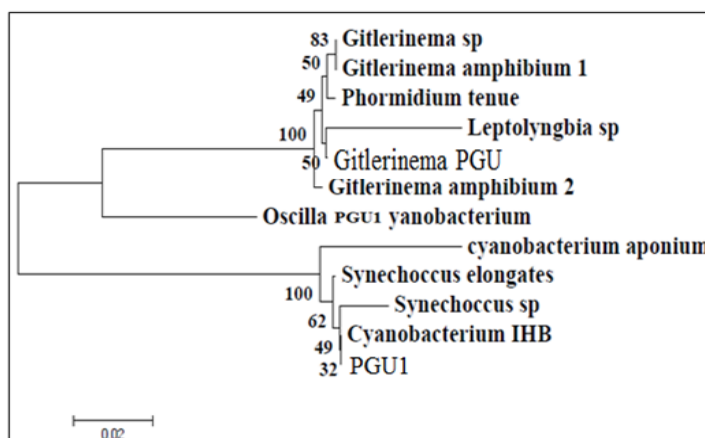 83 Gitlerinema sp
50 Gitlerinema amphibium 1
49 Phormidium tenue
Leptolyngbia sp
100
50 Gitlerinema PGU
Gitlerinema amphibium 2
Oscilla PGU1 yanobacterium
cyanobacterium aponium
Synechoccus elongates
100
Synechoccus sp
62
Cyanobacterium IHB
49
32 PGU1
0.02